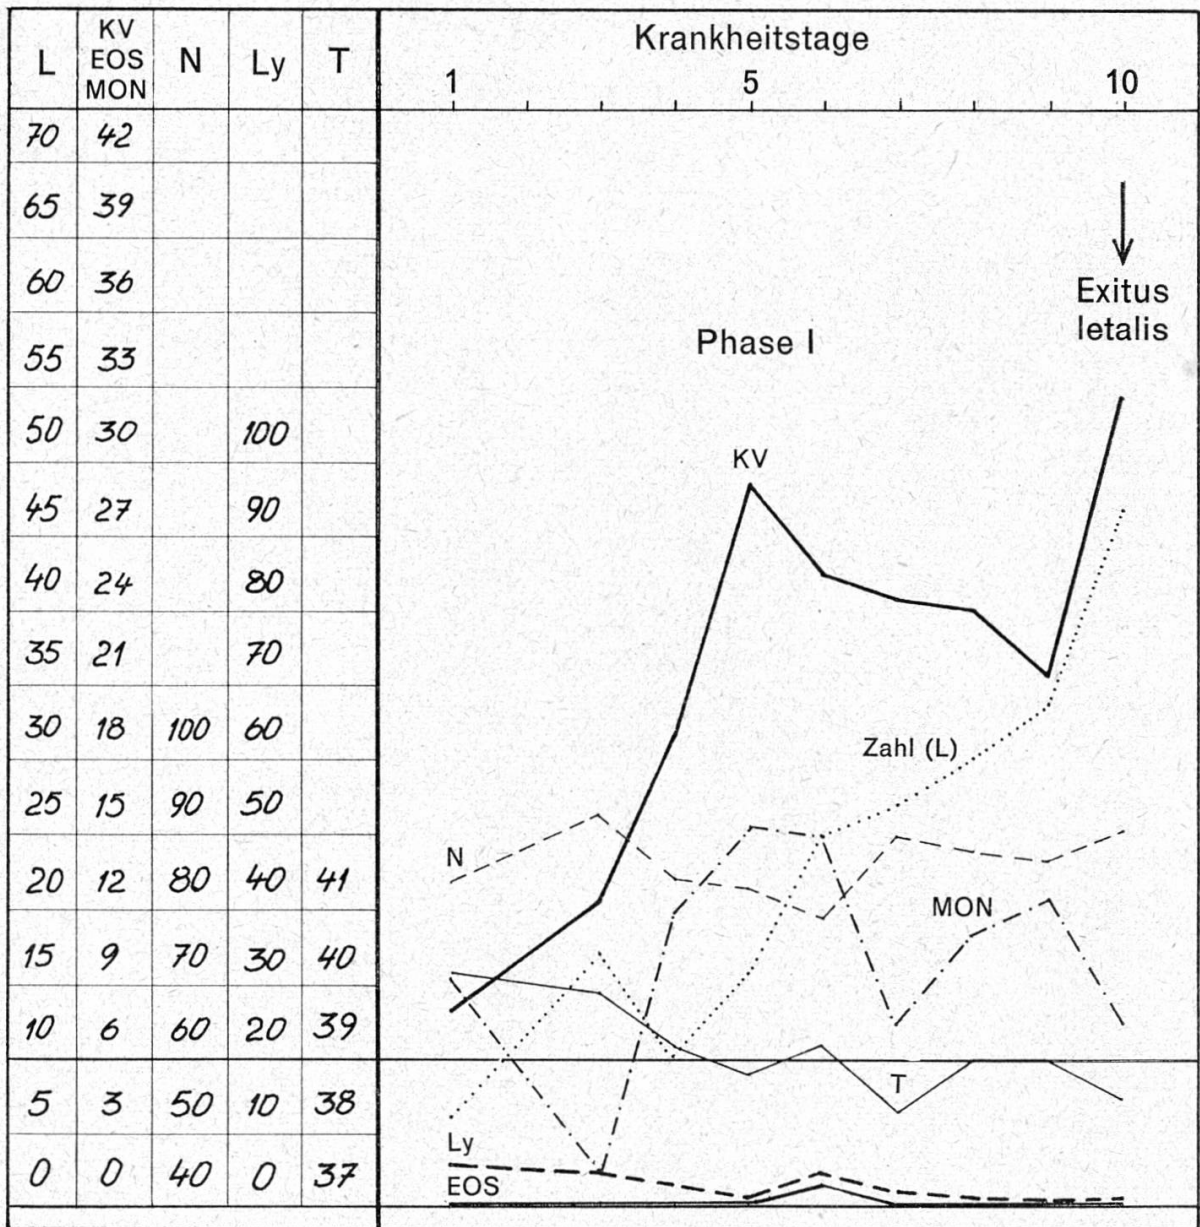 L KV EOS MON N Ly T Krankheitstage
1 5 10
70 42
65 39
60 36
55 33
50 30 100
45 27 90
40 24 80
35 21 70
30 18 100 60
25 15 90 50
20 12 80 40 41
15 9 70 30 40
10 6 60 20 39
5 3 50 10 38
0 0 40 0 37
Exitus
letalis
Phase I
KV
Zahl (L)
N
MON
T
Ly
EOS